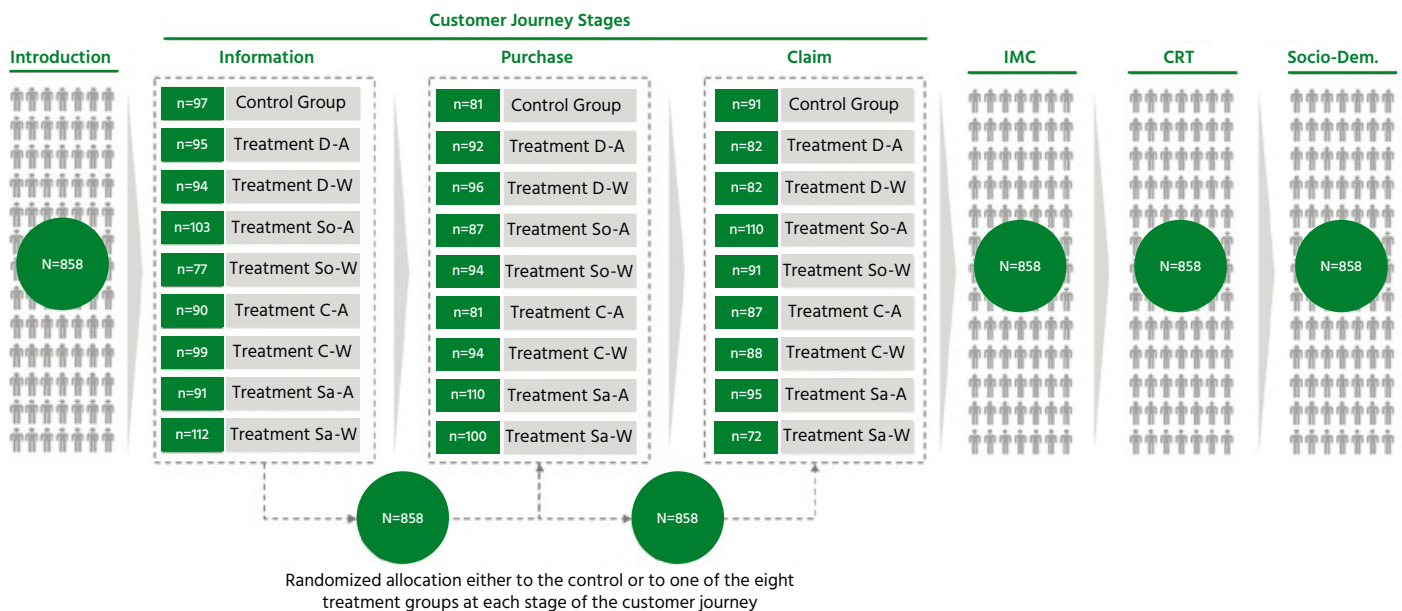 Customer Journey Stages
Introduction
Information
Purchase
Claim
IMC
CRT
Socio-Dem.
N=858
n=97 Control Group
n=95 Treatment D-A
n=94 Treatment D-W
n=103 Treatment So-A
n=77 Treatment So-W
n=90 Treatment C-A
n=99 Treatment C-W
n=91 Treatment Sa-A
n=112 Treatment Sa-W
n=81 Control Group
n=92 Treatment D-A
n=96 Treatment D-W
n=87 Treatment So-A
n=94 Treatment So-W
n=81 Treatment C-A
n=94 Treatment C-W
n=110 Treatment Sa-A
n=100 Treatment Sa-W
n=91 Control Group
n=82 Treatment D-A
n=82 Treatment D-W
n=110 Treatment So-A
n=91 Treatment So-W
n=87 Treatment C-A
n=88 Treatment C-W
n=95 Treatment Sa-A
n=72 Treatment Sa-W
N=858
N=858
N=858
N=858
N=858
Randomized allocation either to the control or to one of the eight
treatment groups at each stage of the customer journey